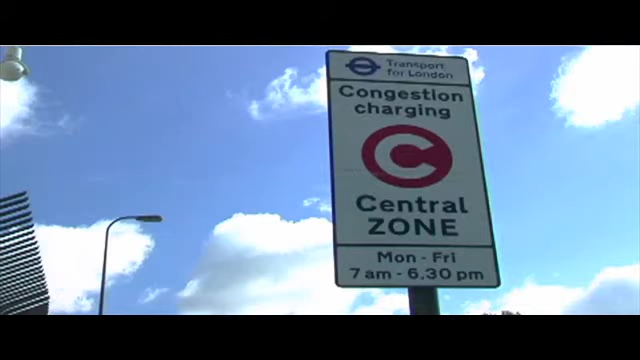 Transport
for London
Congestion
charging
C
Central
ZONE
Mon - Fri
7 am - 6.30 pm